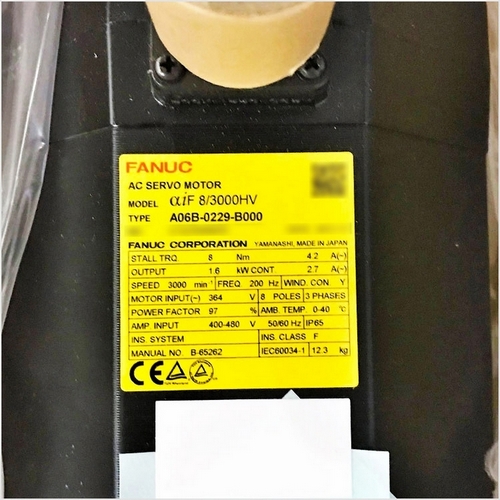 FANUC
AC SERVO MOTOR
MODEL αiF 8/3000HV
TYPE A06B-0229-B000
FANUC CORPORATION YAMANASHI, MADE IN JAPAN
STALL TRQ. 8 Nm 4.2 A(~)
OUTPUT 1.6 kW CONT. 2.7 A(~)
SPEED 3000 min⁻¹ FREQ. 200 Hz WIND. CON. Y
MOTOR INPUT(~) 364 V 8 POLES 3 PHASES
POWER FACTOR 97 % AMB. TEMP. 0-40 ℃
AMP. INPUT 400-480 V 50/60 Hz IP65
INS. SYSTEM INS. CLASS F
MANUAL NO. B-65262 IEC60034-1 12.3 kg
CE